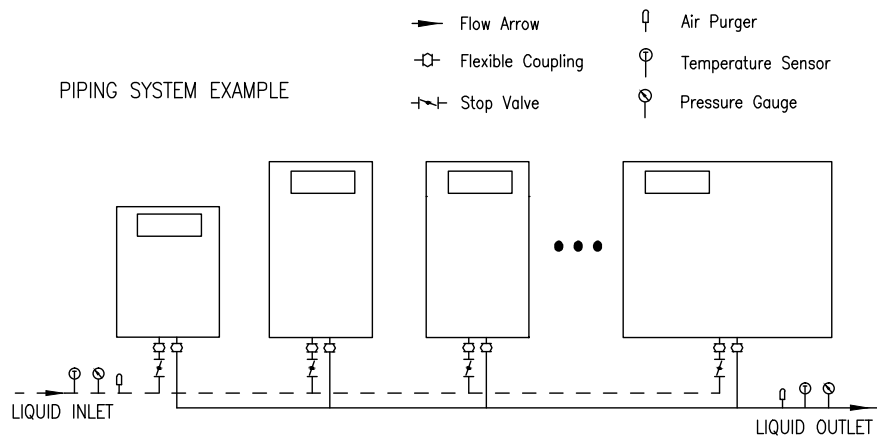 Flow Arrow
Air Purger
Flexible Coupling
T
Temperature Sensor
PIPING SYSTEM EXAMPLE
Stop Valve
Pressure Gauge
T
LIQUID INLET
T
LIQUID OUTLET